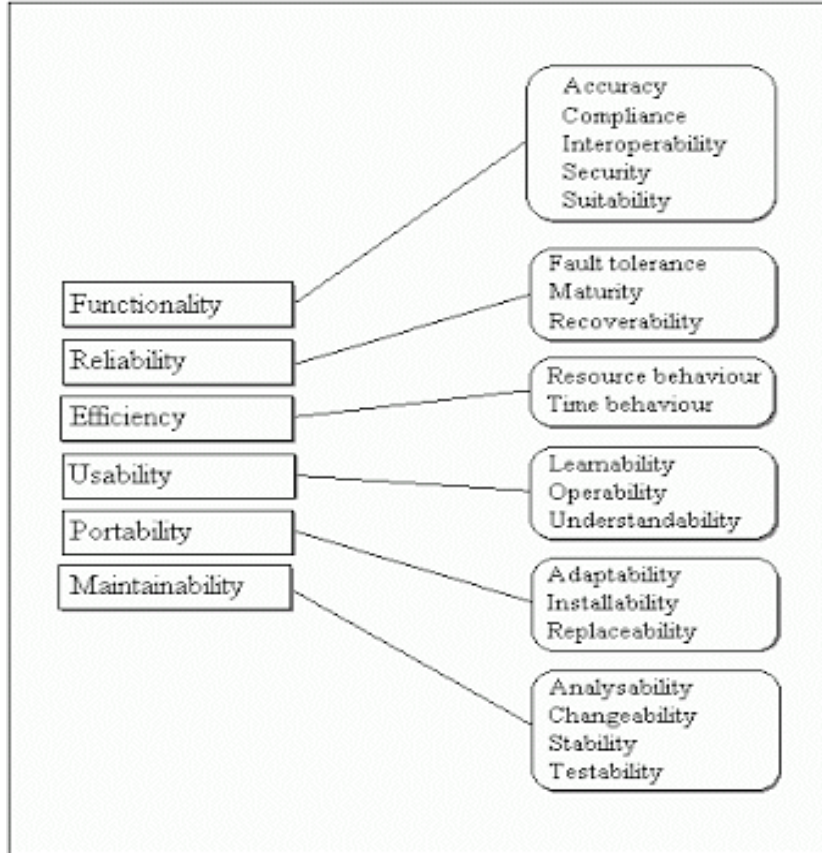 Functionality
Reliability
Efficiency
Usability
Portability
Maintainability
Accuracy
Compliance
Interoperability
Security
Suitability
Fault tolerance
Maturity
Recoverability
Resource behaviour
Time behaviour
Learnability
Operability
Understandability
Adaptability
Installability
Replaceability
Analysability
Changeability
Stability
Testability